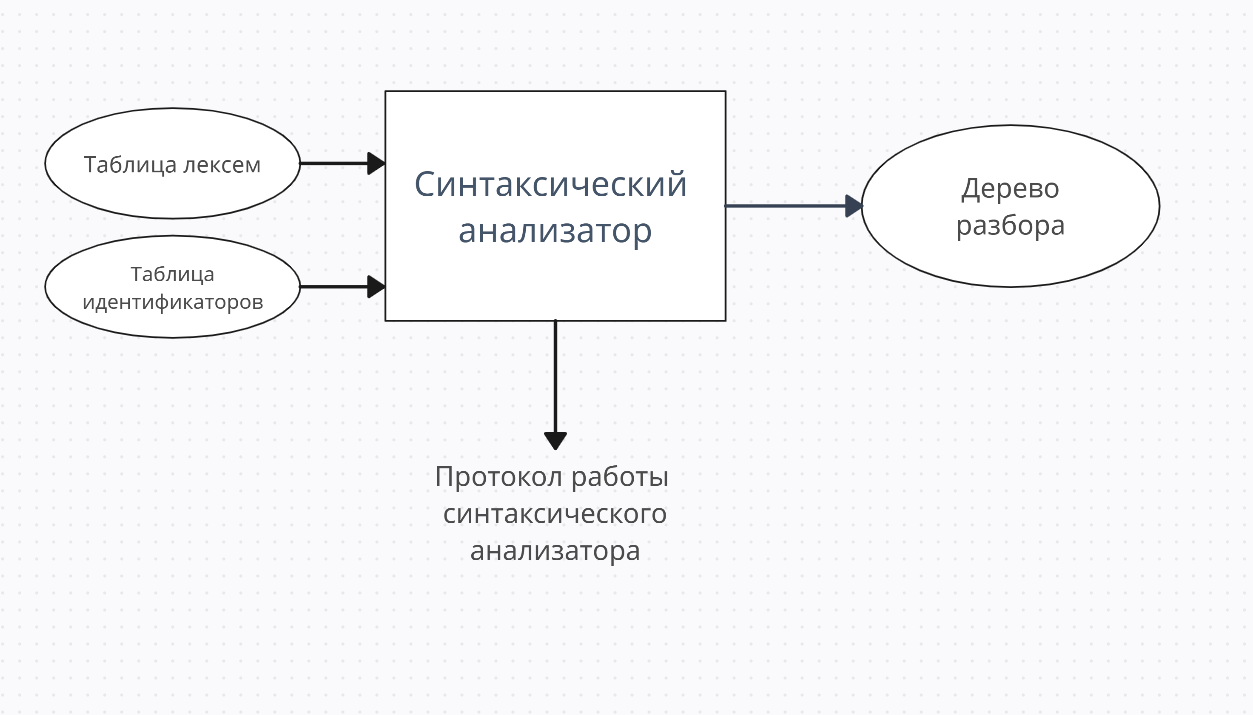 Таблица лексем
Таблица
идентификаторов
Синтаксический
анализатор
Дерево
разбора
Протокол работы
синтаксического
анализатора